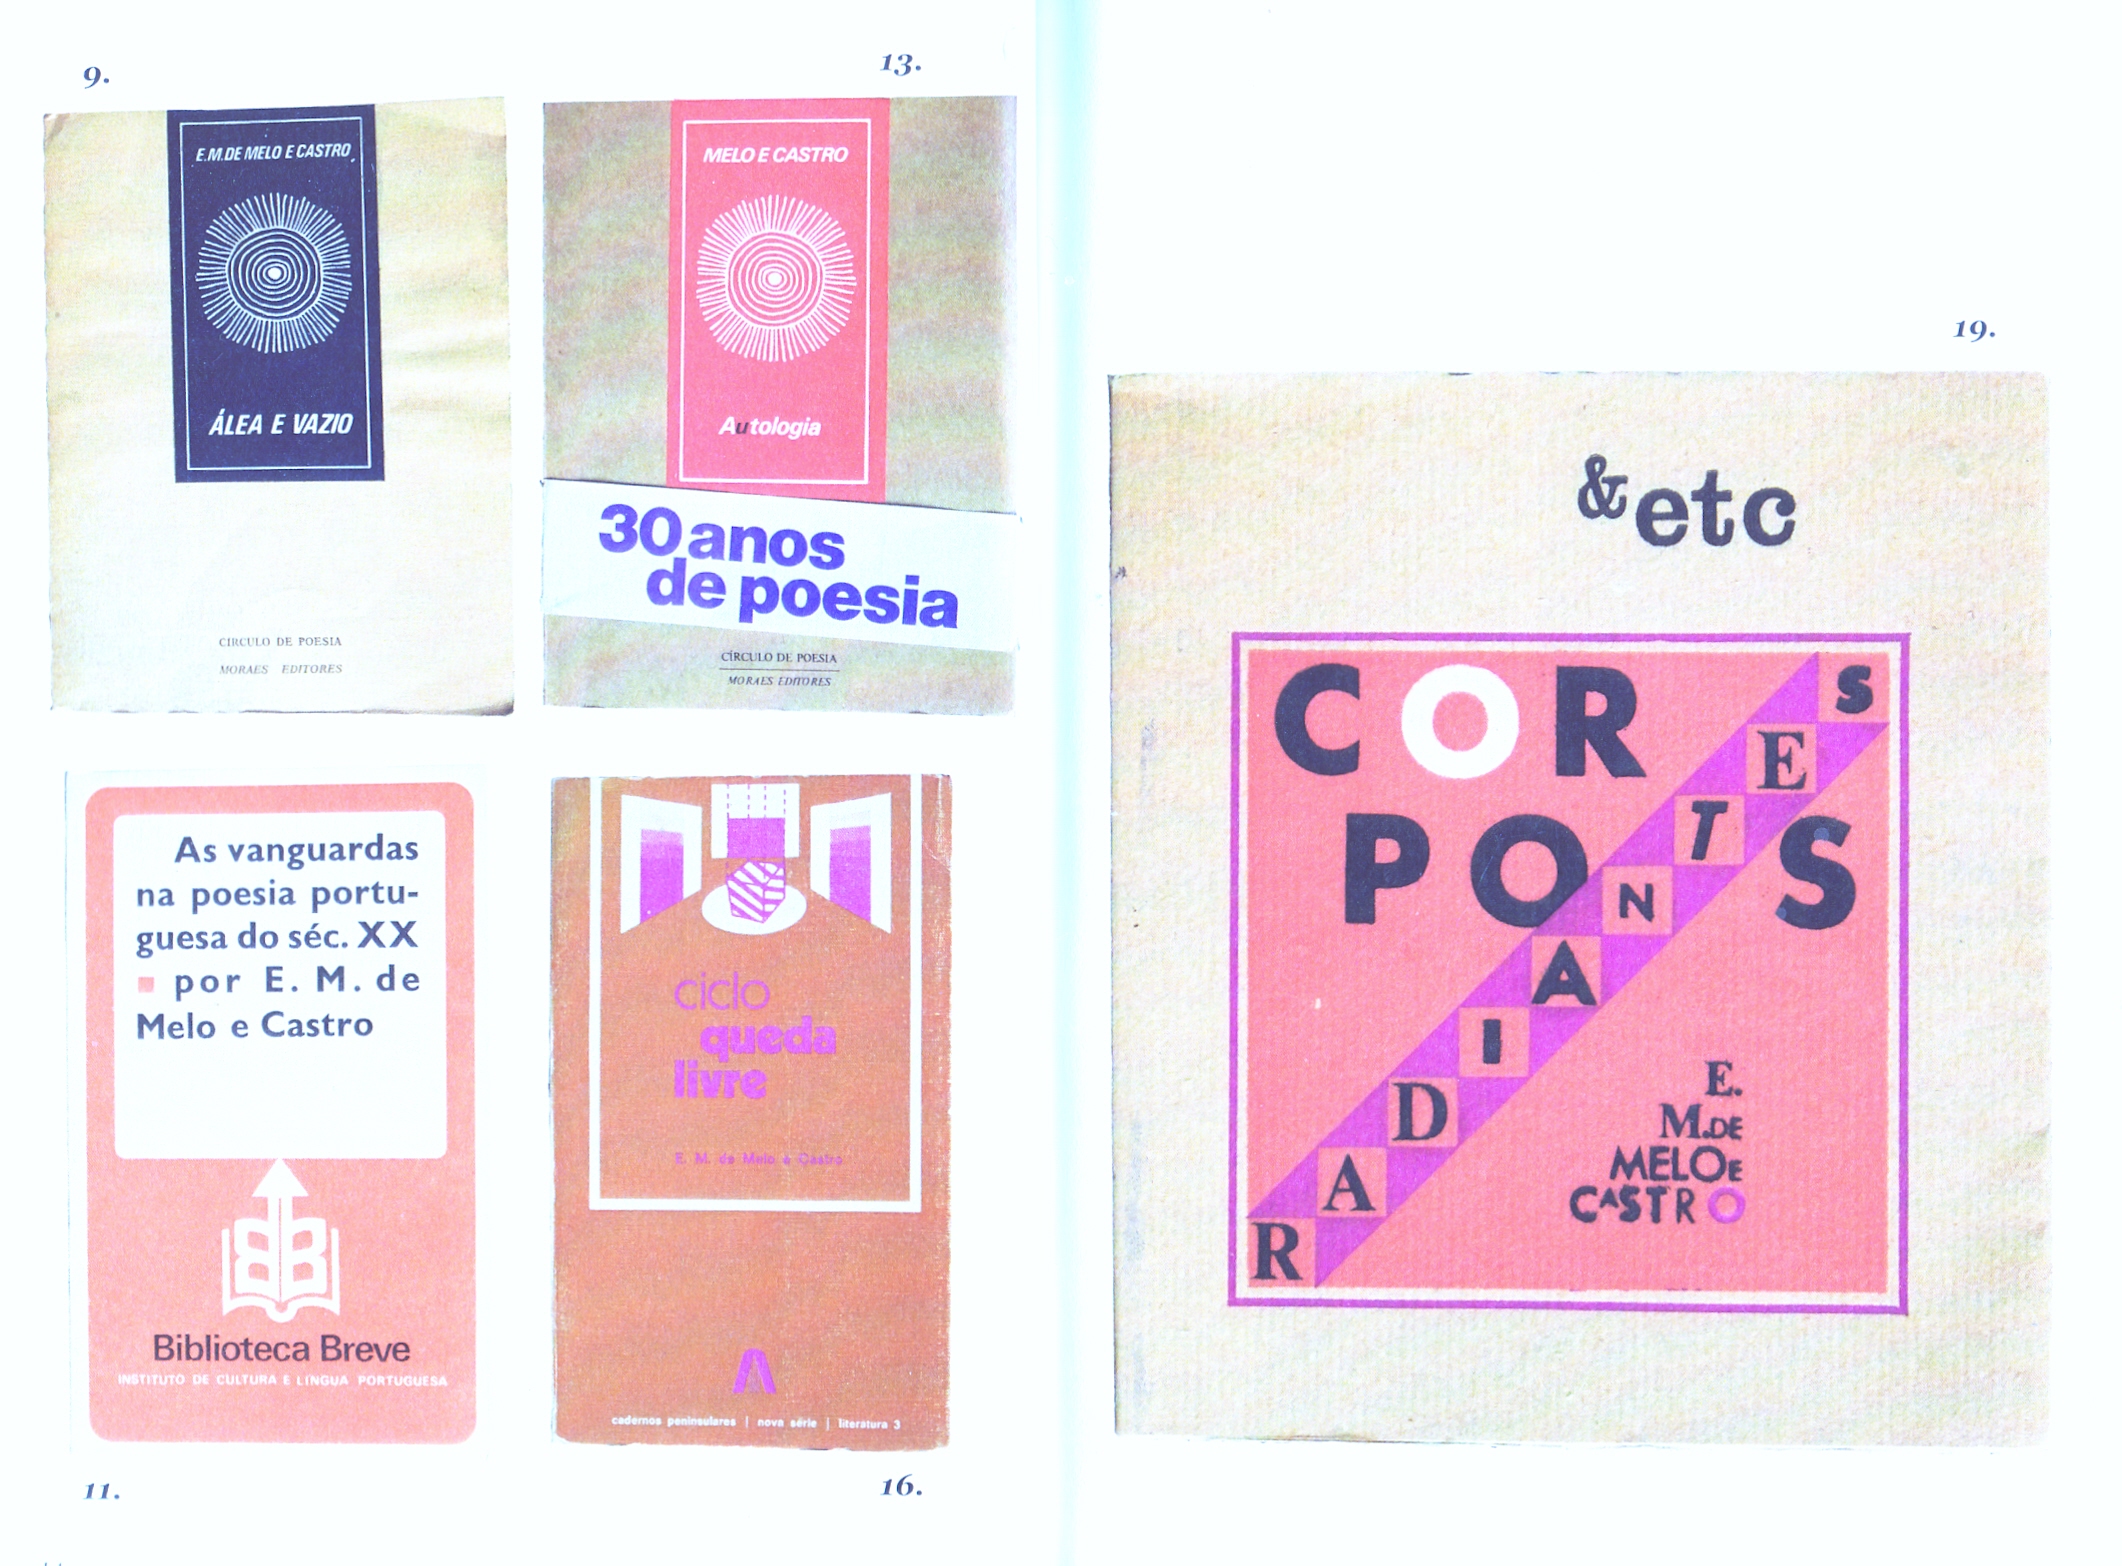 9.
E.M.DE MELO E CASTRO
ÁLEA E VAZIO
CIRCULO DE POESIA
MORAES EDITORES
13.
MELO E CASTRO
Autologia
30 anos
de poesia
CÍRCULO DE POESIA
MORAES EDITORES
As vanguardas
na poesia portu-
guesa do séc. XX
por E. M. de
Melo e Castro
Biblioteca Breve
INSTITUTO DE CULTURA E LÍNGUA PORTUGUESA
11.
ciclo
queda
livre
E. M. de Melo e Castro
cadernos peninsulares | nova série | literatura 3
16.
19.
&etc
COR
POS
RADIANTES
E.
M.DE
MELO E
CASTRO